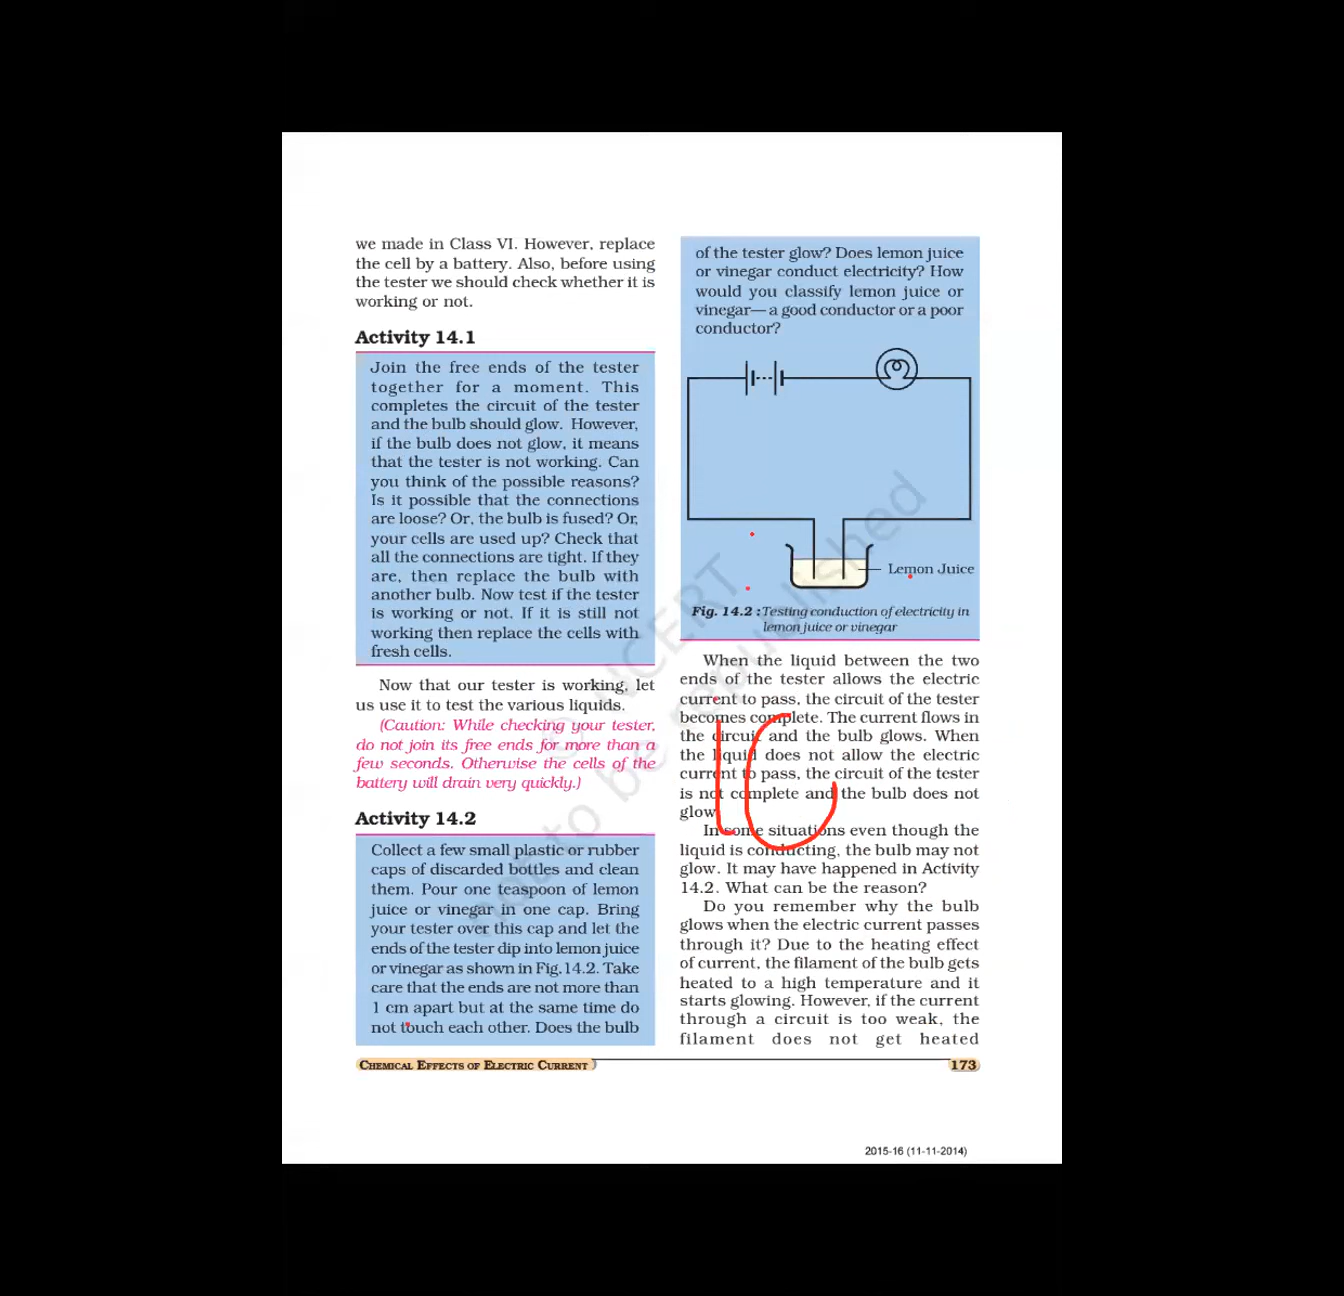 we made in Class VI. However, replace
the cell by a battery. Also, before using
the tester we should check whether it is
working or not.
Activity 14.1
Join the free ends of the tester
together for a moment. This
completes the circuit of the tester
and the bulb should glow. However,
if the bulb does not glow, it means
that the tester is not working. Can
you think of the possible reasons?
Is it possible that the connections
are loose? Or, the bulb is fused? Or,
your cells are used up? Check that
all the connections are tight. If they
are, then replace the bulb with
another bulb. Now test if the tester
is working or not. If it is still not
working then replace the cells with
fresh cells.
Now that our tester is working, let
us use it to test the various liquids.
(Caution: While checking your tester,
do not join its free ends for more than a
few seconds. Otherwise the cells of the
battery will drain very quickly.)
Activity 14.2
Collect a few small plastic or rubber
caps of discarded bottles and clean
them. Pour one teaspoon of lemon
juice or vinegar in one cap. Bring
your tester over this cap and let the
ends of the tester dip into lemon juice
or vinegar as shown in Fig.14.2. Take
care that the ends are not more than
1 cm apart but at the same time do
not touch each other. Does the bulb
of the tester glow? Does lemon juice
or vinegar conduct electricity? How
would you classify lemon juice or
vinegar— a good conductor or a poor
conductor?
Lemon Juice
Fig. 14.2 : Testing conduction of electricity in
lemon juice or vinegar
When the liquid between the two
ends of the tester allows the electric
current to pass, the circuit of the tester
becomes complete. The current flows in
the circuit and the bulb glows. When
the liquid does not allow the electric
current to pass, the circuit of the tester
is not complete and the bulb does not
glow.
In some situations even though the
liquid is conducting, the bulb may not
glow. It may have happened in Activity
14.2. What can be the reason?
Do you remember why the bulb
glows when the electric current passes
through it? Due to the heating effect
of current, the filament of the bulb gets
heated to a high temperature and it
starts glowing. However, if the current
through a circuit is too weak, the
filament does not get heated
© NCERT
not to be republished
CHEMICAL EFFECTS OF ELECTRIC CURRENT
173
2015-16 (11-11-2014)